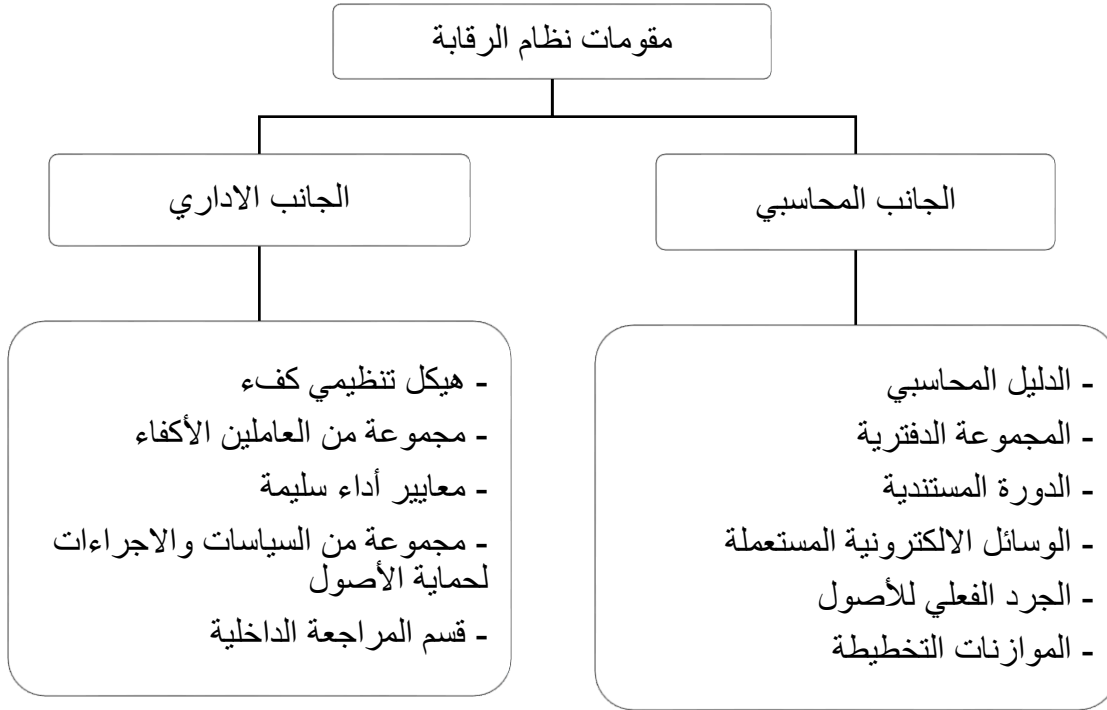 مقومات نظام الرقابة
الجانب المحاسبي
الجانب الاداري
- الدليل المحاسبي
- المجموعة الدفترية
- الدورة المستندية
- الوسائل الالكترونية المستعملة
- الجرد الفعلي للأصول
- الموازنات التخطيطة
- هيكل تنظيمي كفء
- مجموعة من العاملين الأكفاء
- معايير أداء سليمة
- مجموعة من السياسات والاجراءات
لحماية الأصول
- قسم المراجعة الداخلية